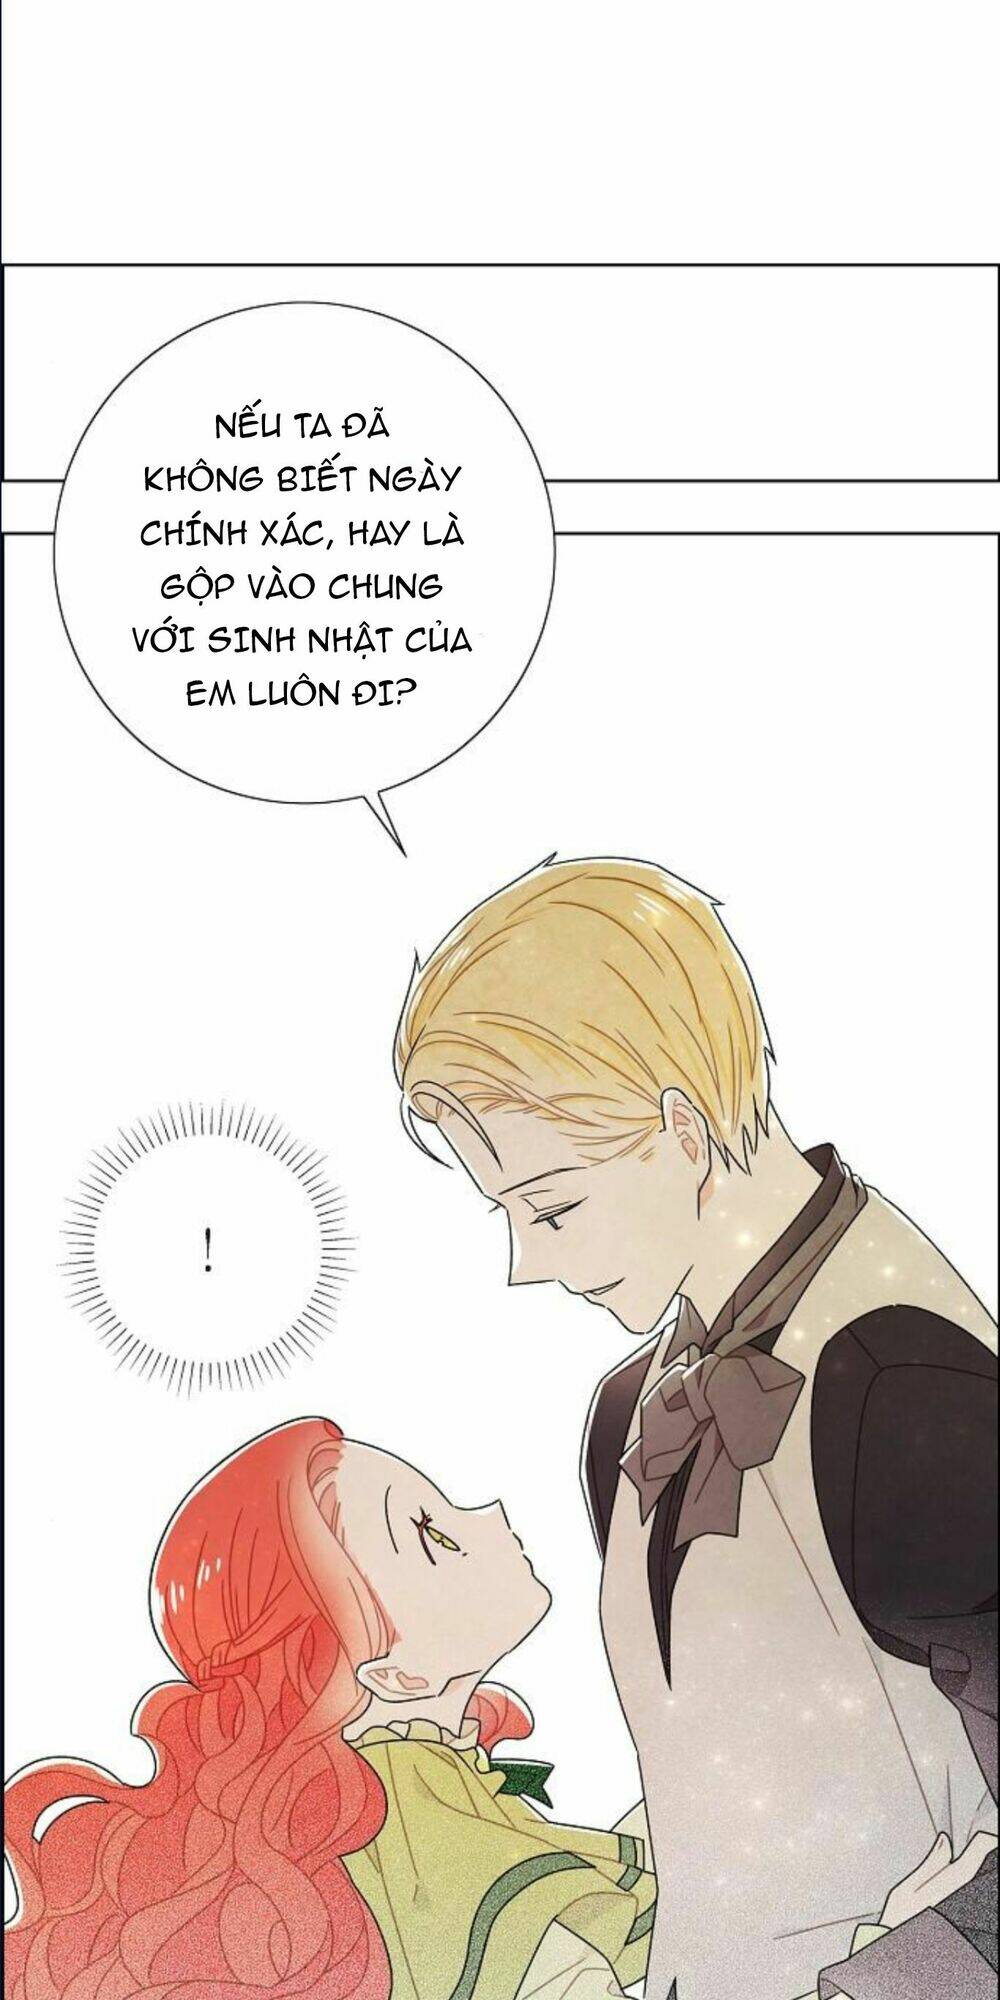 NẾU TA ĐÃ
KHÔNG BIẾT NGÀY
CHÍNH XÁC, HAY LÀ
GỘP VÀO CHUNG
VỚI SINH NHẬT CỦA
EM LUÔN ĐI?
!